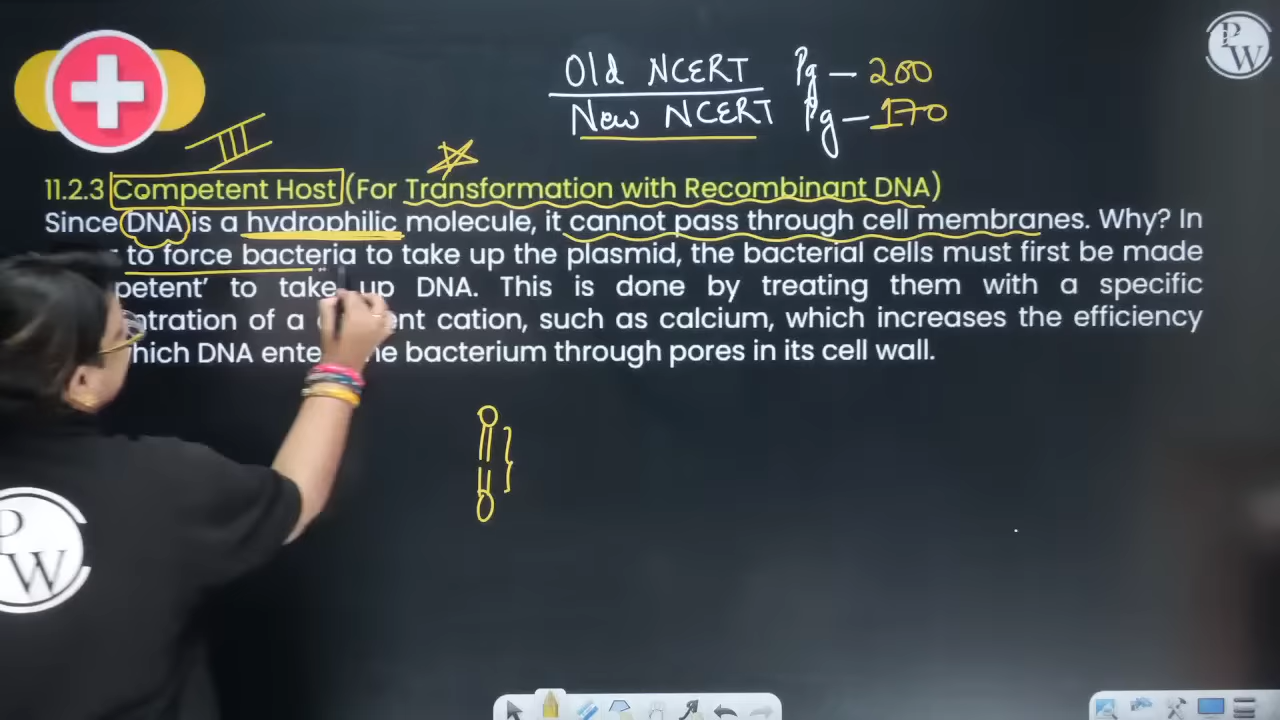 Old NCERT Pg – 200
New NCERT Pg – 170
P
W
III
11.2.3 Competent Host (For Transformation with Recombinant DNA)
Since DNA is a hydrophilic molecule, it cannot pass through cell membranes. Why? In
to force bacteria to take up the plasmid, the bacterial cells must first be made
petent’ to take up DNA. This is done by treating them with a specific
ntration of a cation, such as calcium, which increases the efficiency
hich DNA ente he bacterium through pores in its cell wall.
P
W